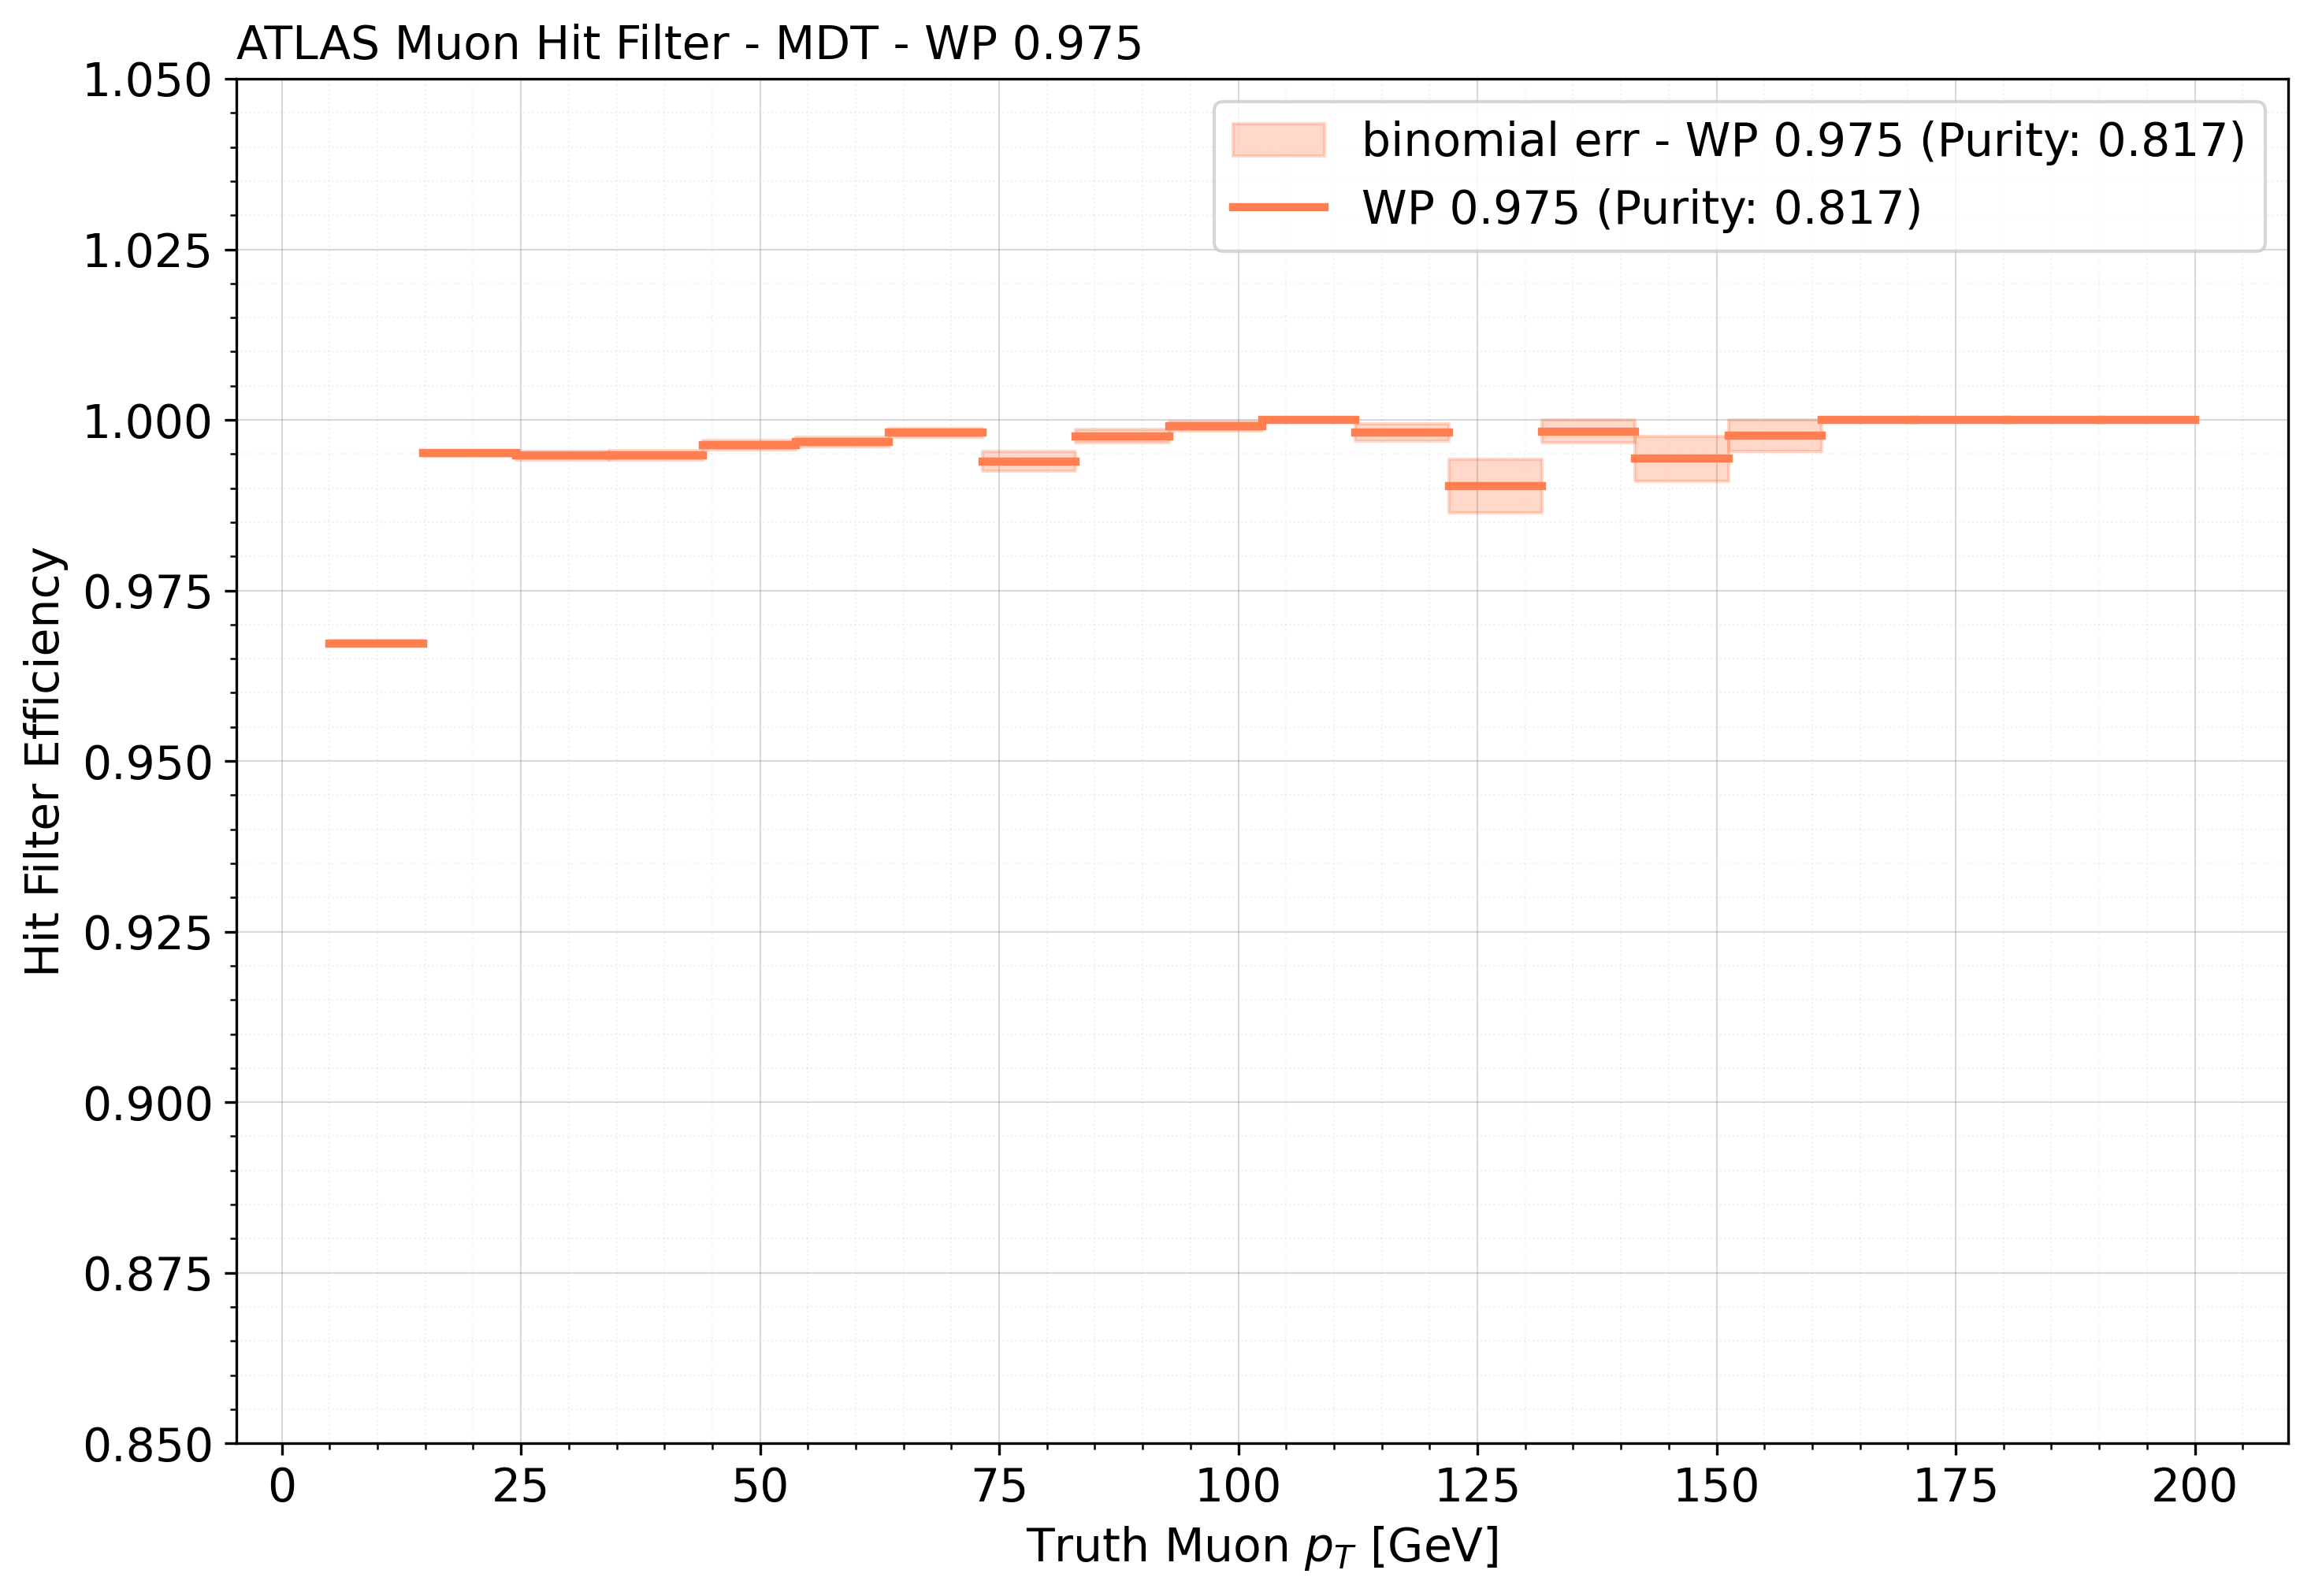 ATLAS Muon Hit Filter - MDT - WP 0.975
1.050
1.025
1.000
0.975
0.950
0.925
0.900
0.875
0.850
Hit Filter Efficiency
binomial err - WP 0.975 (Purity: 0.817)
WP 0.975 (Purity: 0.817)
0 25 50 75 100 125 150 175 200
Truth Muon p_T [GeV]